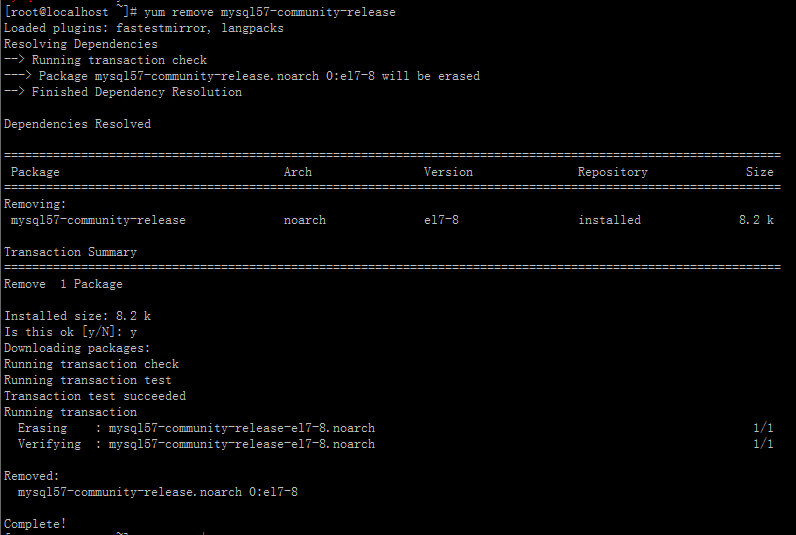 [root@localhost ~]# yum remove mysql57-community-release
Loaded plugins: fastestmirror, langpacks
Resolving Dependencies
--> Running transaction check
---> Package mysql57-community-release.noarch 0:el7-8 will be erased
--> Finished Dependency Resolution
Dependencies Resolved
================================================================================
Package Arch Version Repository Size
================================================================================
Removing:
mysql57-community-release noarch el7-8 installed 8.2 k
Transaction Summary
================================================================================
Remove 1 Package
Installed size: 8.2 k
Is this ok [y/N]: y
Downloading packages:
Running transaction check
Running transaction test
Transaction test succeeded
Running transaction
Erasing : mysql57-community-release-el7-8.noarch 1/1
Verifying : mysql57-community-release-el7-8.noarch 1/1
Removed:
mysql57-community-release.noarch 0:el7-8
Complete!